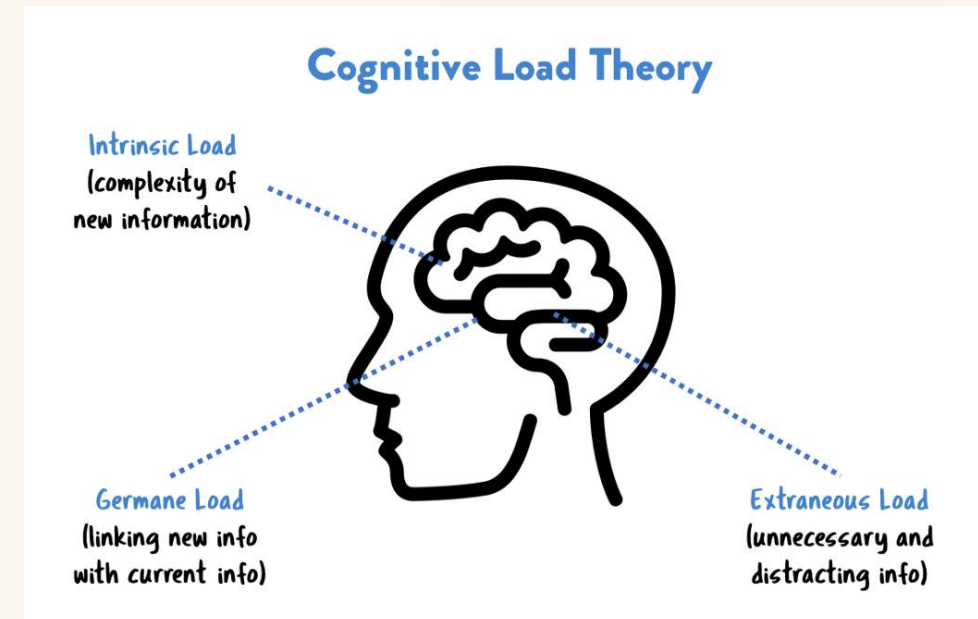 Cognitive Load Theory
Intrinsic Load
(complexity of
new information)
Germane Load
(linking new info
with current info)
Extraneous Load
(unnecessary and
distracting info)